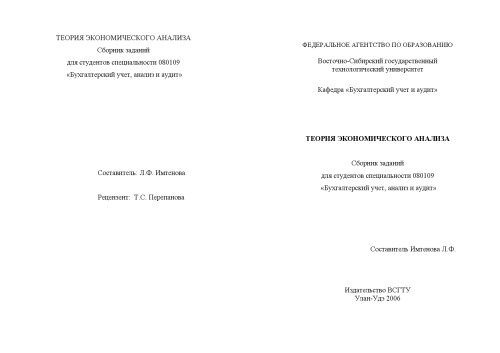 ТЕОРИЯ ЭКОНОМИЧЕСКОГО АНАЛИЗА
Сборник заданий
для студентов специальности 080109
«Бухгалтерский учет, анализ и аудит»
Составитель: Л.Ф. Имтенова
Рецензент: Т.С. Перепанова
ФЕДЕРАЛЬНОЕ АГЕНТСТВО ПО ОБРАЗОВАНИЮ
Восточно-Сибирский государственный
технологический университет
Кафедра «Бухгалтерский учет и аудит»
ТЕОРИЯ ЭКОНОМИЧЕСКОГО АНАЛИЗА
Сборник заданий
для студентов специальности 080109
«Бухгалтерский учет, анализ и аудит»
Составитель Имтенова Л.Ф.
Издательство ВСГТУ
Улан-Удэ 2006